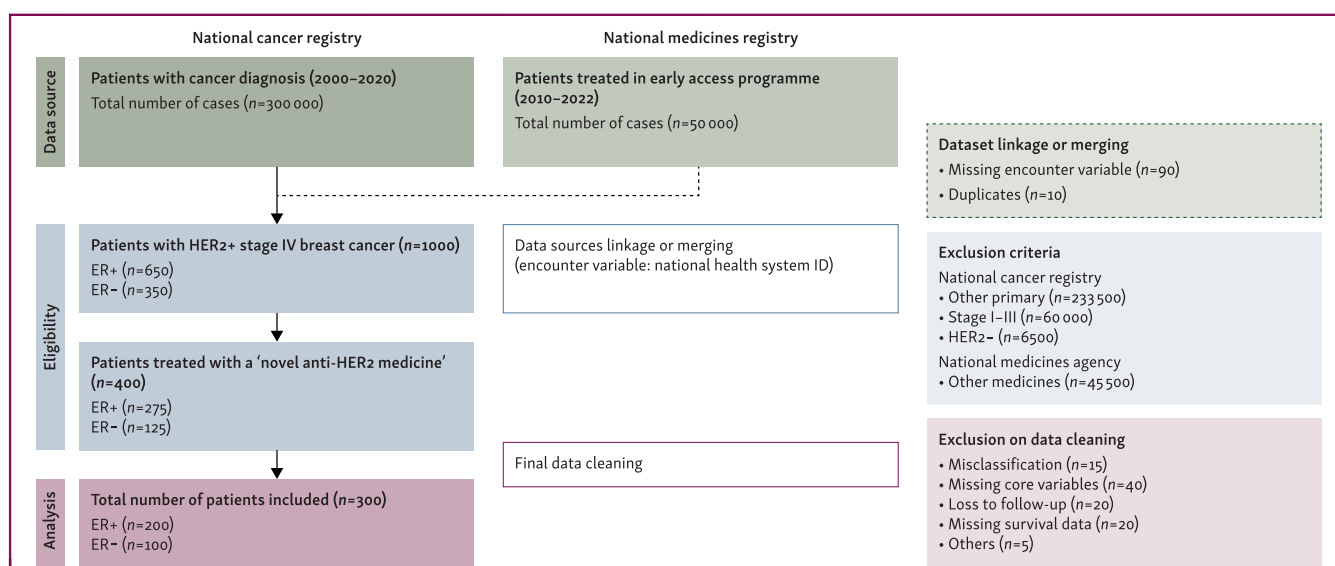 National cancer registry
National medicines registry
Data source
Patients with cancer diagnosis (2000–2020)
Total number of cases (n=300 000)
Patients treated in early access programme
(2010–2022)
Total number of cases (n=50 000)
Dataset linkage or merging
• Missing encounter variable (n=90)
• Duplicates (n=10)
Eligibility
Patients with HER2+ stage IV breast cancer (n=1000)
ER+ (n=650)
ER– (n=350)
Data sources linkage or merging
(encounter variable: national health system ID)
Exclusion criteria
National cancer registry
• Other primary (n=233 500)
• Stage I–III (n=60 000)
• HER2– (n=6500)
National medicines agency
• Other medicines (n=45 500)
Patients treated with a ‘novel anti-HER2 medicine’
(n=400)
ER+ (n=275)
ER– (n=125)
Final data cleaning
Exclusion on data cleaning
• Misclassification (n=15)
• Missing core variables (n=40)
• Loss to follow-up (n=20)
• Missing survival data (n=20)
• Others (n=5)
Analysis
Total number of patients included (n=300)
ER+ (n=200)
ER– (n=100)